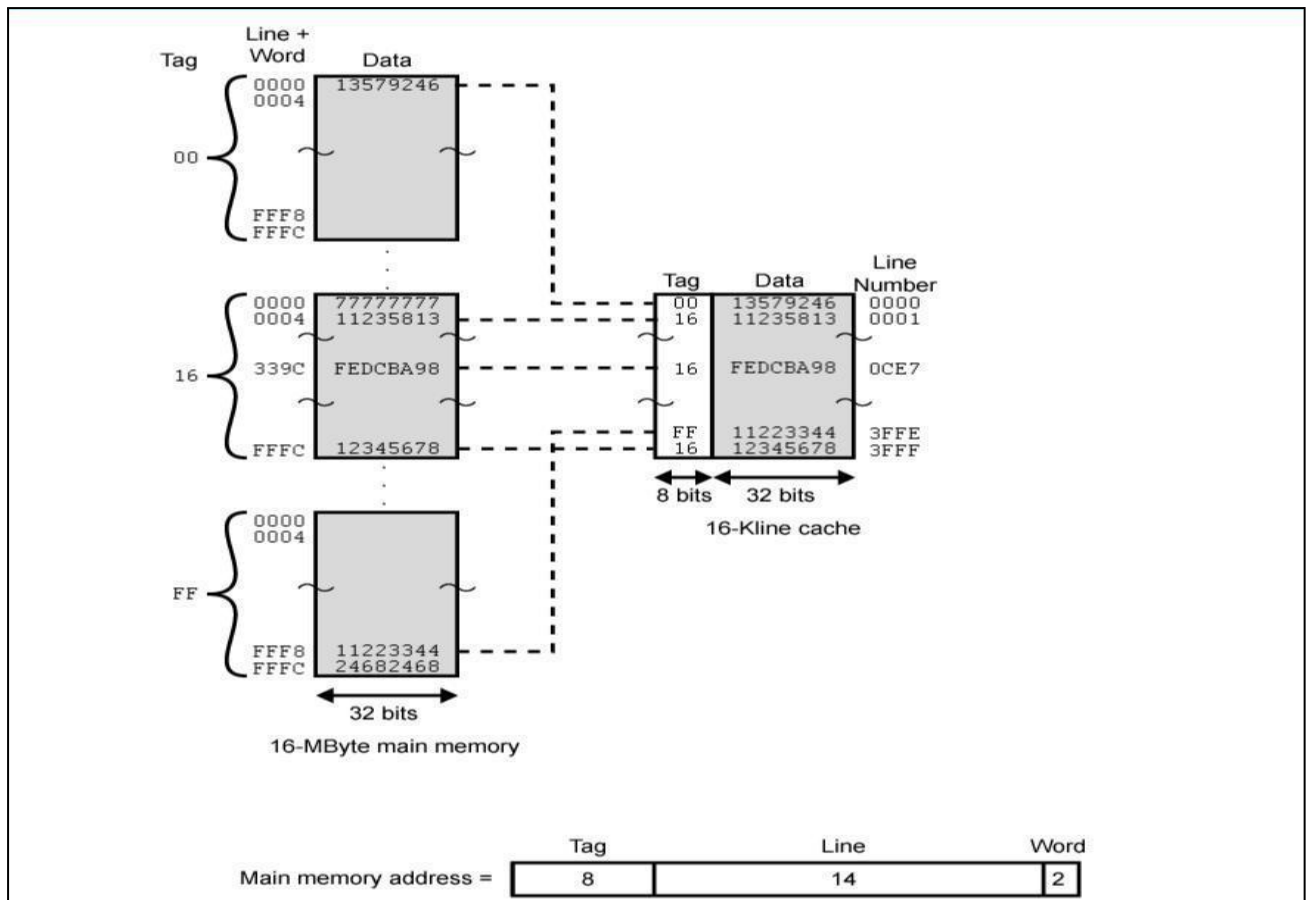 Tag
Line +
Word
Data
0000 13579246
0004
00
FFF8
FFFC
0000 77777777
0004 11235813
16
339C FEDCBA98
FFFC 12345678
0000
0004
FF
FFF8 11223344
FFFC 24682468
32 bits
16-MByte main memory
Tag Data Line
Number
00 13579246 0000
16 11235813 0001
16 FEDCBA98 0CE7
FF 11223344 3FFE
16 12345678 3FFF
8 bits 32 bits
16-Kline cache
Tag Line Word
Main memory address = 8 14 2